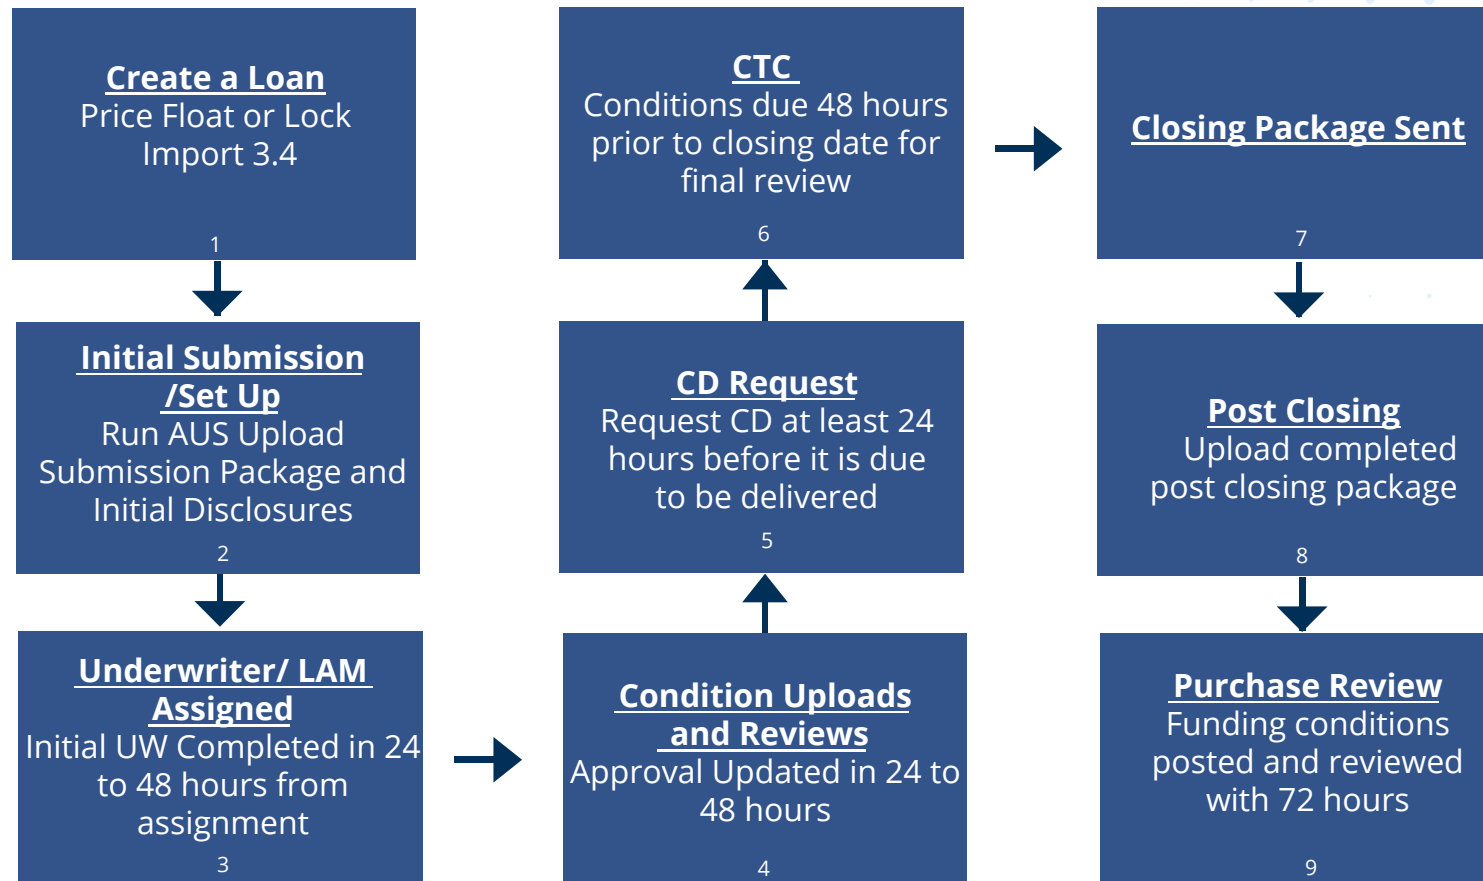 Create a Loan
Price Float or Lock
Import 3.4
1
Initial Submission
/Set Up
Run AUS Upload
Submission Package and
Initial Disclosures
2
Underwriter/ LAM
Assigned
Initial UW Completed in 24
to 48 hours from
assignment
3
Condition Uploads
and Reviews
Approval Updated in 24 to
48 hours
4
CD Request
Request CD at least 24
hours before it is due
to be delivered
5
CTC
Conditions due 48 hours
prior to closing date for
final review
6
Closing Package Sent
7
Post Closing
Upload completed
post closing package
8
Purchase Review
Funding conditions
posted and reviewed
with 72 hours
9